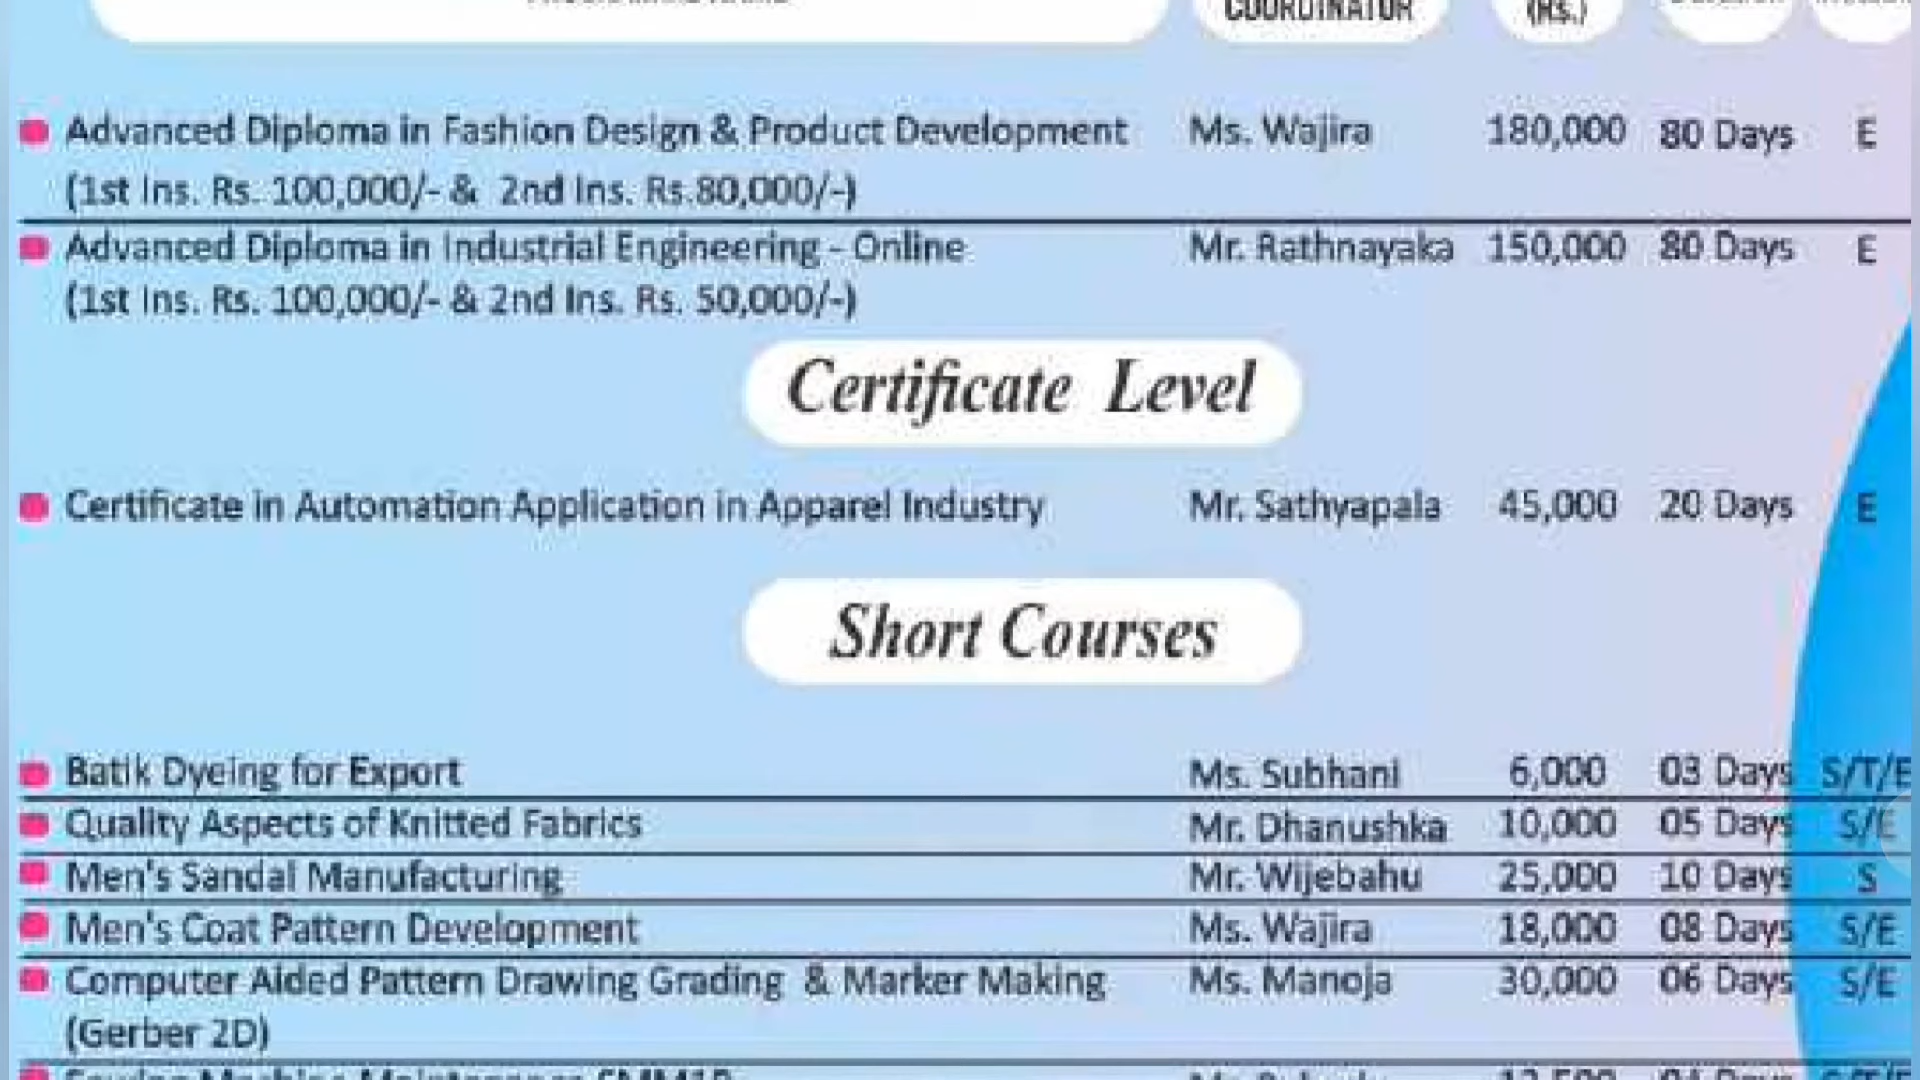 COORDINATOR (Rs.)
Advanced Diploma in Fashion Design & Product Development Ms. Wajira 180,000 80 Days E
(1st Ins. Rs. 100,000/- & 2nd Ins. Rs.80,000/-)
Advanced Diploma in Industrial Engineering - Online Mr. Rathnayaka 150,000 80 Days E
(1st Ins. Rs. 100,000/- & 2nd Ins. Rs. 50,000/-)
Certificate Level
Certificate in Automation Application in Apparel Industry Mr. Sathyapala 45,000 20 Days E
Short Courses
Batik Dyeing for Export Ms. Subhani 6,000 03 Days S/T/E
Quality Aspects of Knitted Fabrics Mr. Dhanushka 10,000 05 Days S/E
Men's Sandal Manufacturing Mr. Wijebahu 25,000 10 Days S
Men's Coat Pattern Development Ms. Wajira 18,000 08 Days S/E
Computer Aided Pattern Drawing Grading & Marker Making Ms. Manoja 30,000 06 Days S/E
(Gerber 2D)
Sewing Machine Maintenance